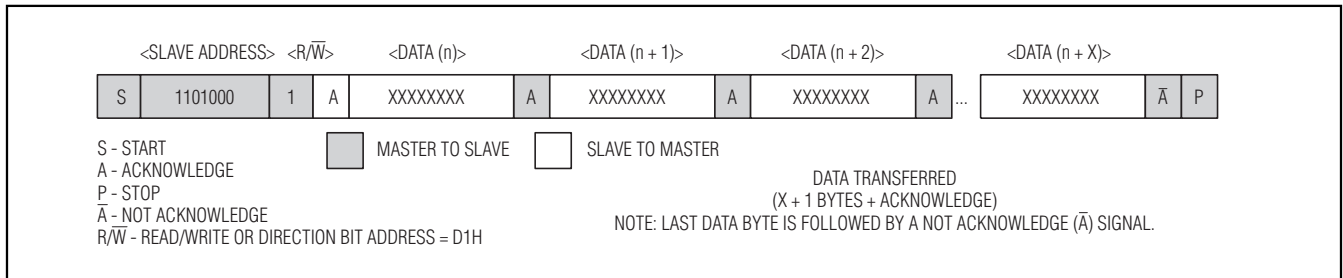 <SLAVE ADDRESS> <R/W̅> <DATA (n)> <DATA (n + 1)> <DATA (n + 2)> <DATA (n + X)>
S 1101000 1 A XXXXXXXX A XXXXXXXX A XXXXXXXX A ... XXXXXXXX A̅ P
S - START
A - ACKNOWLEDGE
P - STOP
A̅ - NOT ACKNOWLEDGE
R/W̅ - READ/WRITE OR DIRECTION BIT ADDRESS = D1H
MASTER TO SLAVE
SLAVE TO MASTER
DATA TRANSFERRED
(X + 1 BYTES + ACKNOWLEDGE)
NOTE: LAST DATA BYTE IS FOLLOWED BY A NOT ACKNOWLEDGE (A̅) SIGNAL.